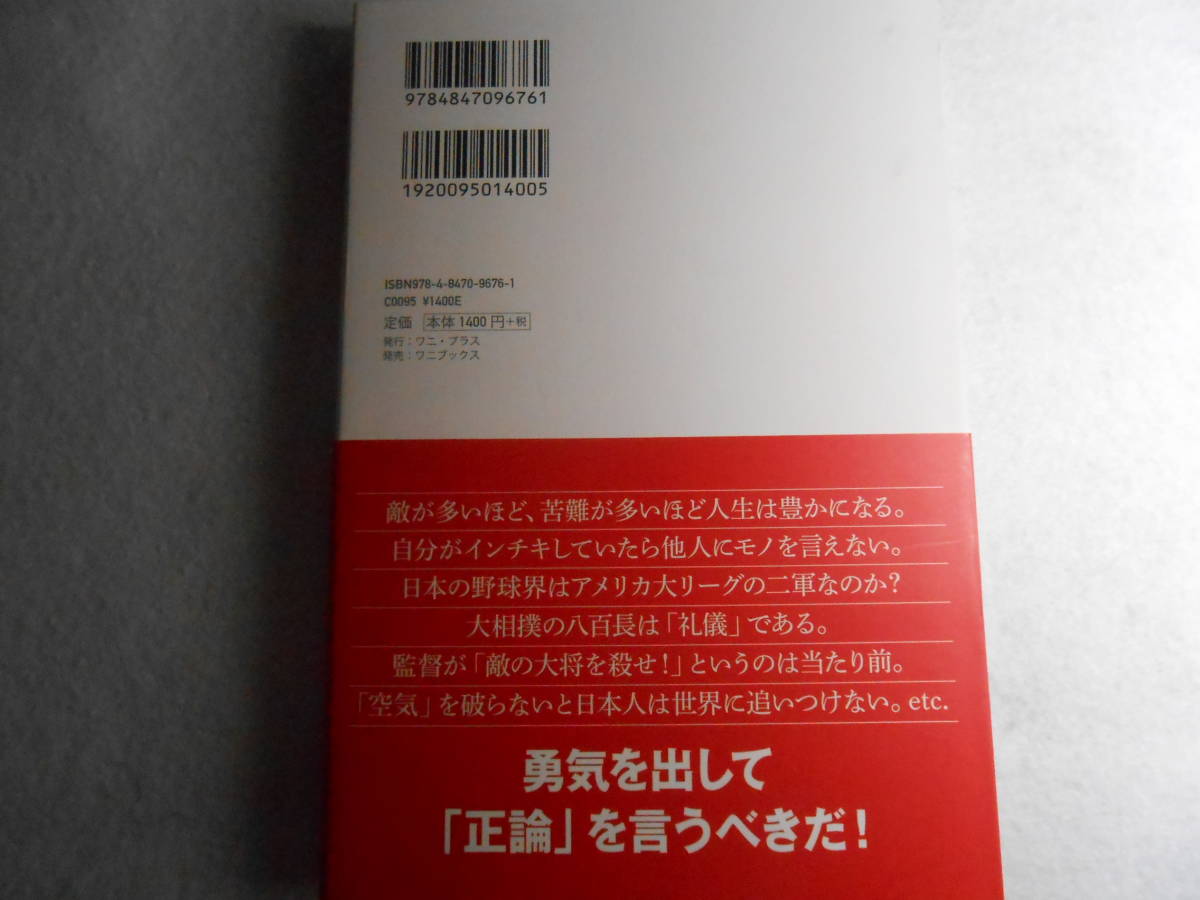 9784847096761
1920095014005
ISBN978-4-8470-9676-1
C0095 ¥1400E
定価 本体1400円+税
発行:ワニ・プラス
発売:ワニブックス
敵が多いほど、苦難が多いほど人生は豊かになる。
自分がインチキしていたら他人にモノを言えない。
日本の野球界はアメリカ大リーグの二軍なのか?
大相撲の八百長は「礼儀」である。
監督が「敵の大将を殺せ!」というのは当たり前。
「空気」を破らないと日本人は世界に追いつけない。etc.
勇気を出して
「正論」を言うべきだ!